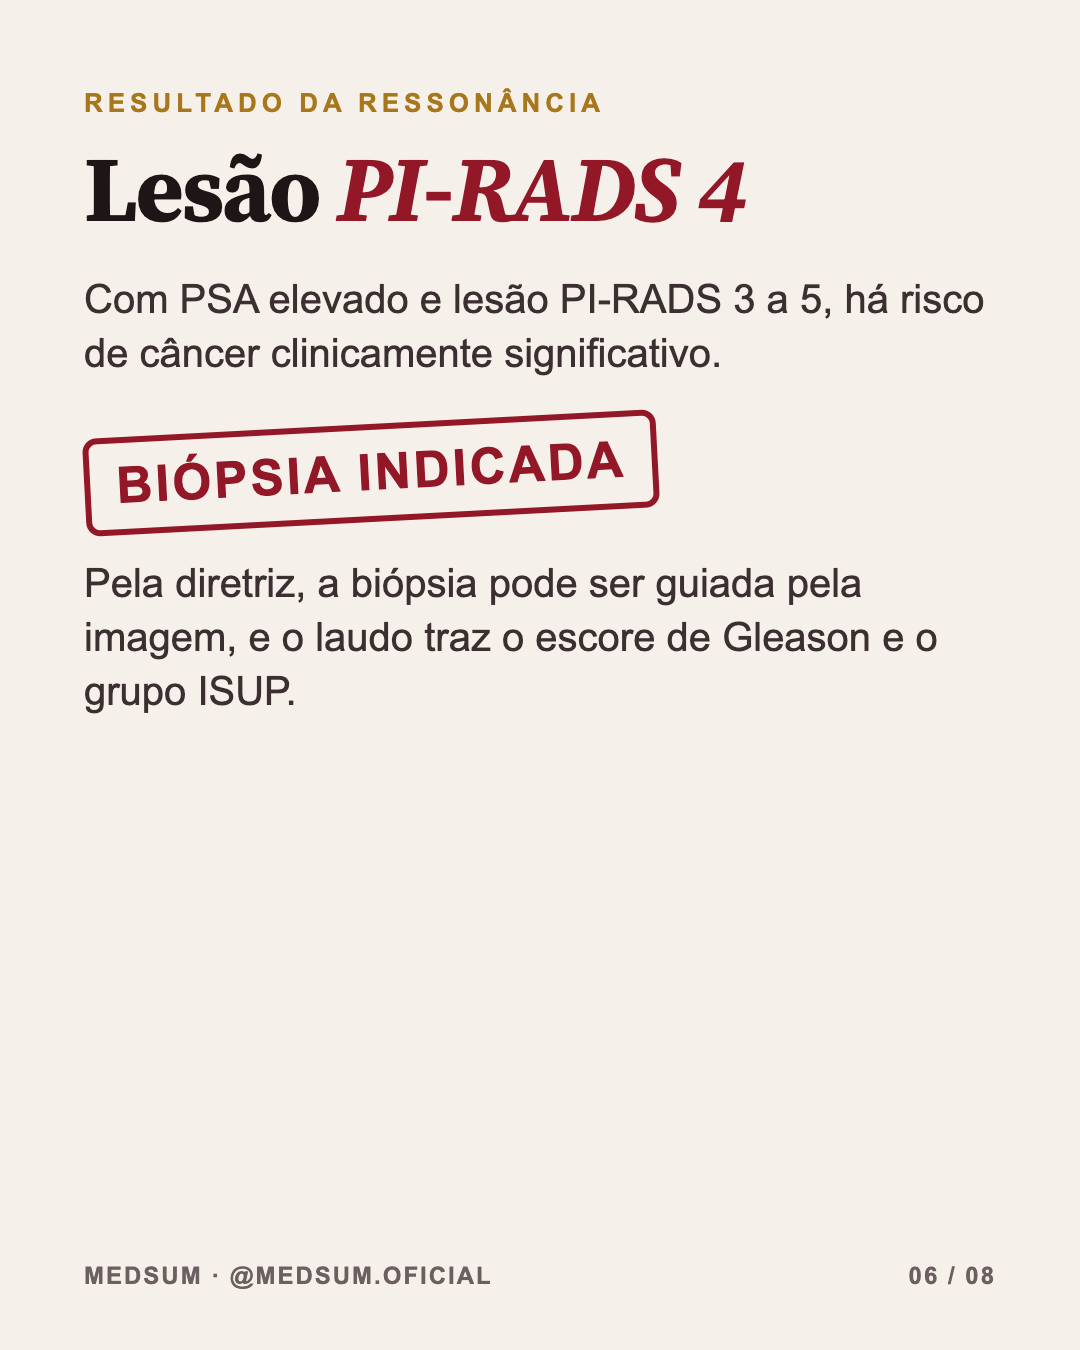 RESULTADO DA RESSONÂNCIA
Lesão PI-RADS 4
Com PSA elevado e lesão PI-RADS 3 a 5, há risco
de câncer clinicamente significativo.
BIÓPSIA INDICADA
Pela diretriz, a biópsia pode ser guiada pela
imagem, e o laudo traz o escore de Gleason e o
grupo ISUP.
MEDSUM · @MEDSUM.OFICIAL
06 / 08